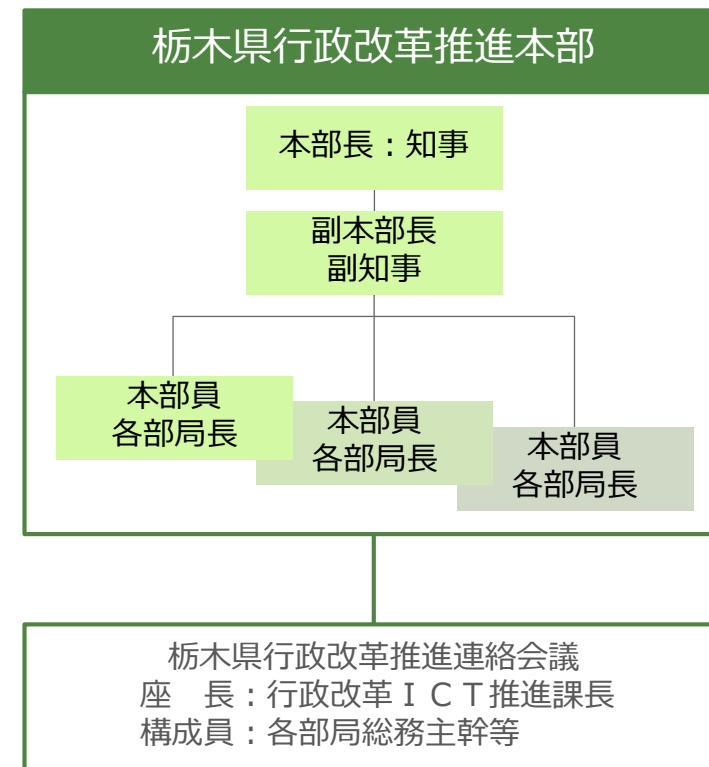 栃木県行政改革推進本部
本部長：知事
副本部長
副知事
本部員
各部局長
本部員
各部局長
本部員
各部局長
栃木県行政改革推進連絡会議
座　長：行政改革ＩＣＴ推進課長
構成員：各部局総務主幹等